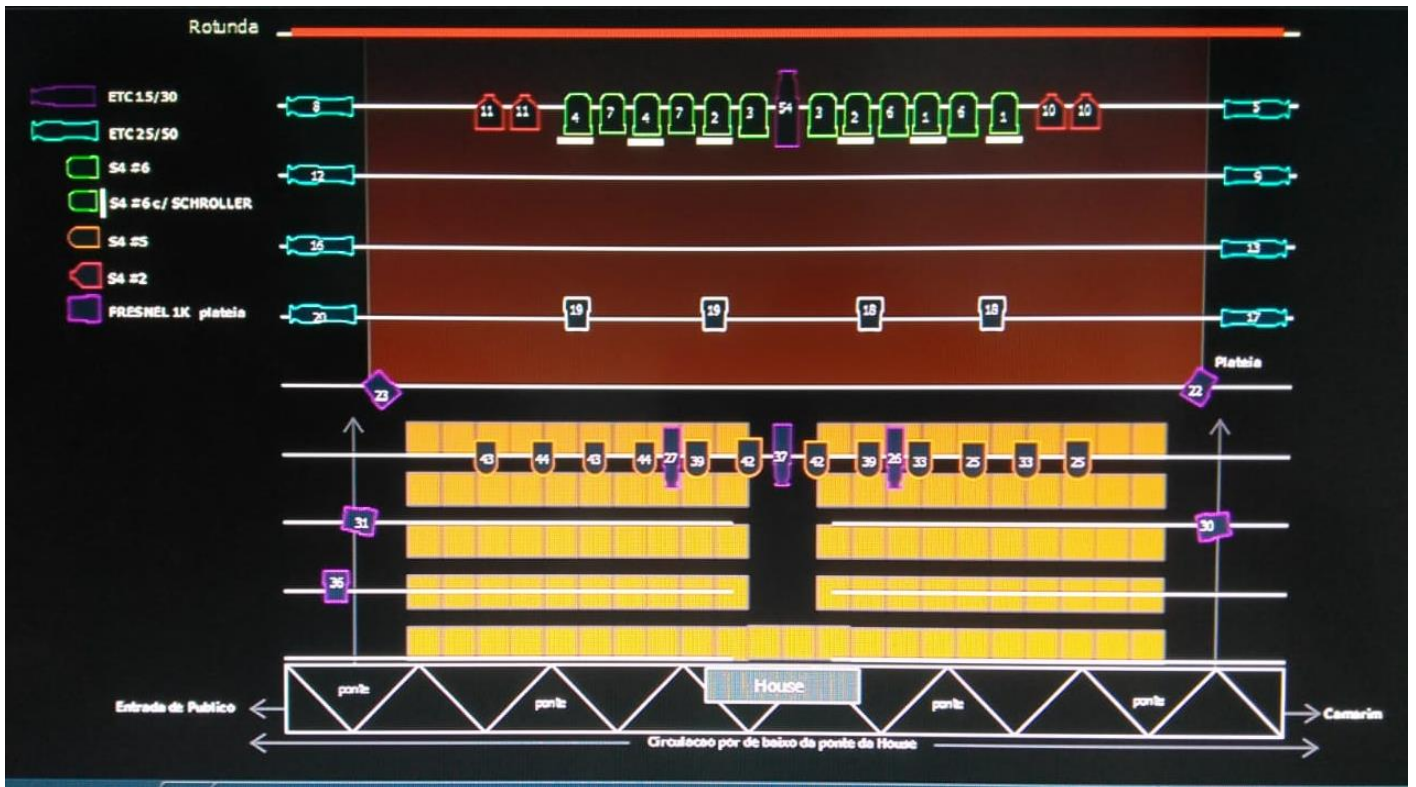 Rotunda
ETC 15/30
ETC 25/50
S4 #6
S4 #6 c/ SCHROLLER
S4 #5
S4 #2
FRESNEL 1K plateia
8 11 11 4 7 4 7 2 3 54 3 2 6 1 6 1 10 10 5
12 9
16 13
20 19 19 18 18 17
Plateia
23 22
43 44 43 44 27 39 42 37 42 39 26 33 25 33 25
31 30
36
House
ponte ponte ponte ponte
Entrada de Publico
Camarim
Circulacao por de baixo da ponte da House